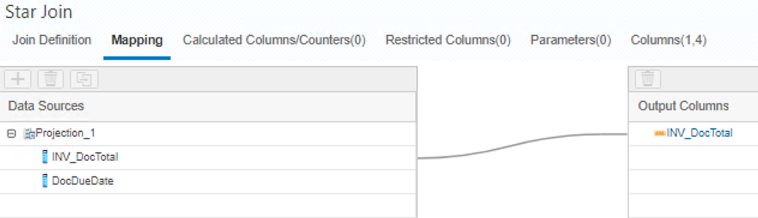 Star Join
Join Definition Mapping Calculated Columns/Counters(0) Restricted Columns(0) Parameters(0) Columns(1,4)
Data Sources
Projection_1
INV_DocTotal
DocDueDate
Output Columns
INV_DocTotal